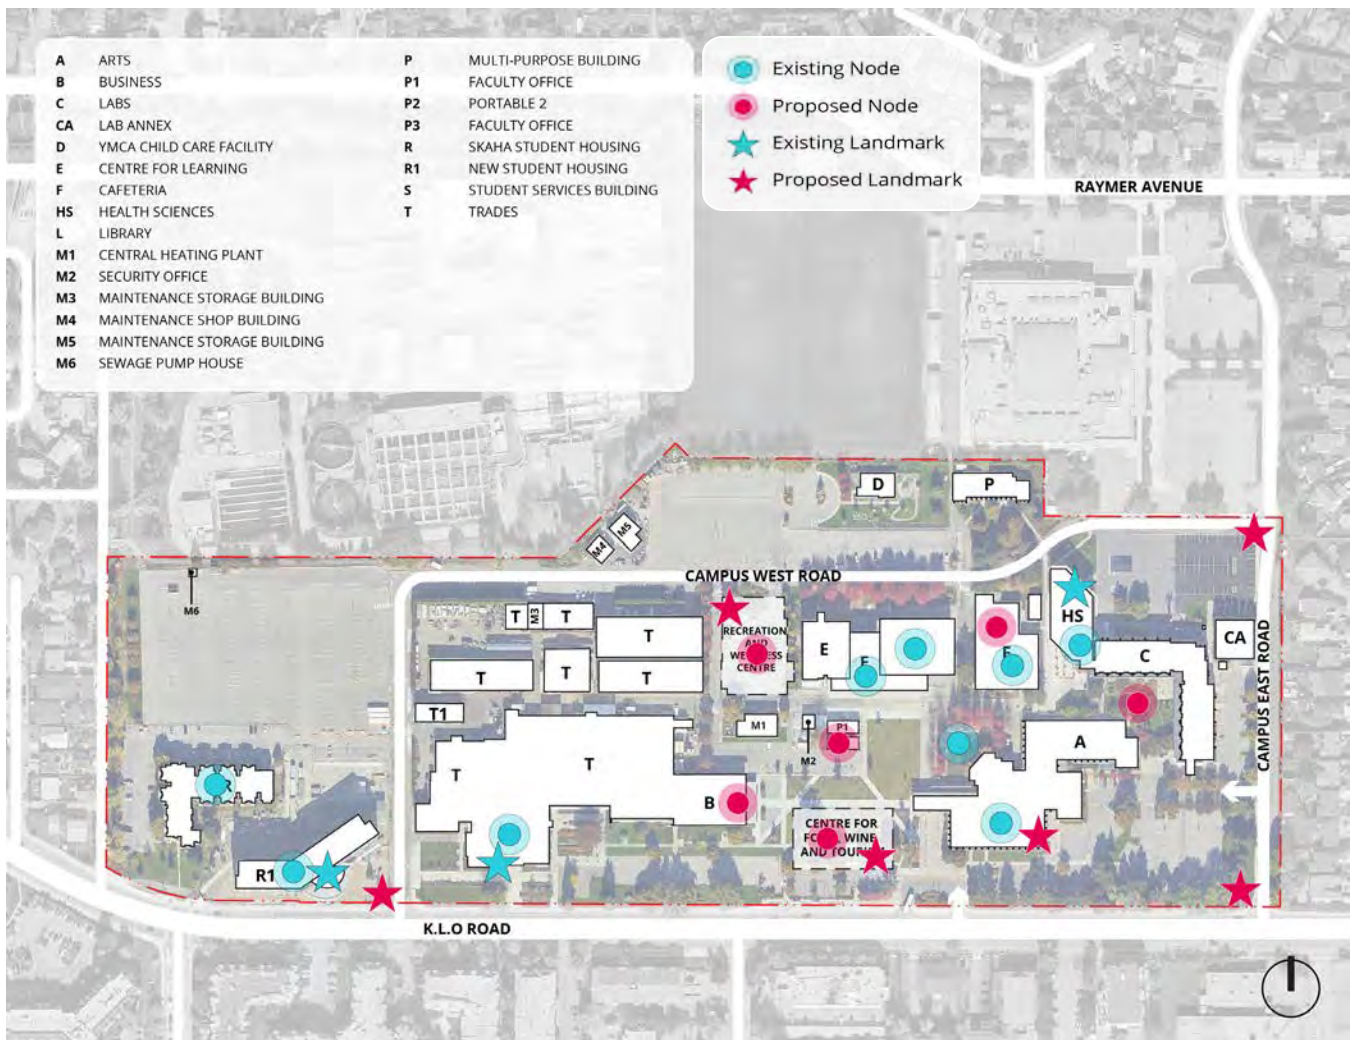 A ARTS
B BUSINESS
C LABS
CA LAB ANNEX
D YMCA CHILD CARE FACILITY
E CENTRE FOR LEARNING
F CAFETERIA
HS HEALTH SCIENCES
L LIBRARY
M1 CENTRAL HEATING PLANT
M2 SECURITY OFFICE
M3 MAINTENANCE STORAGE BUILDING
M4 MAINTENANCE SHOP BUILDING
M5 MAINTENANCE STORAGE BUILDING
M6 SEWAGE PUMP HOUSE
P MULTI-PURPOSE BUILDING
P1 FACULTY OFFICE
P2 PORTABLE 2
P3 FACULTY OFFICE
R SKAHA STUDENT HOUSING
R1 NEW STUDENT HOUSING
S STUDENT SERVICES BUILDING
T TRADES
Existing Node
Proposed Node
Existing Landmark
Proposed Landmark
RAYMER AVENUE
D
P
M5
M4
CAMPUS WEST ROAD
M6
T
M3
T
T
HS
RECREATION
AND
CENTRE
E
CA
C
T
T
T
T1
M1
M2
P1
A
CAMPUS EAST ROAD
T
T
B
CENTRE FOR
WINE
AND
R1
K.L.O ROAD